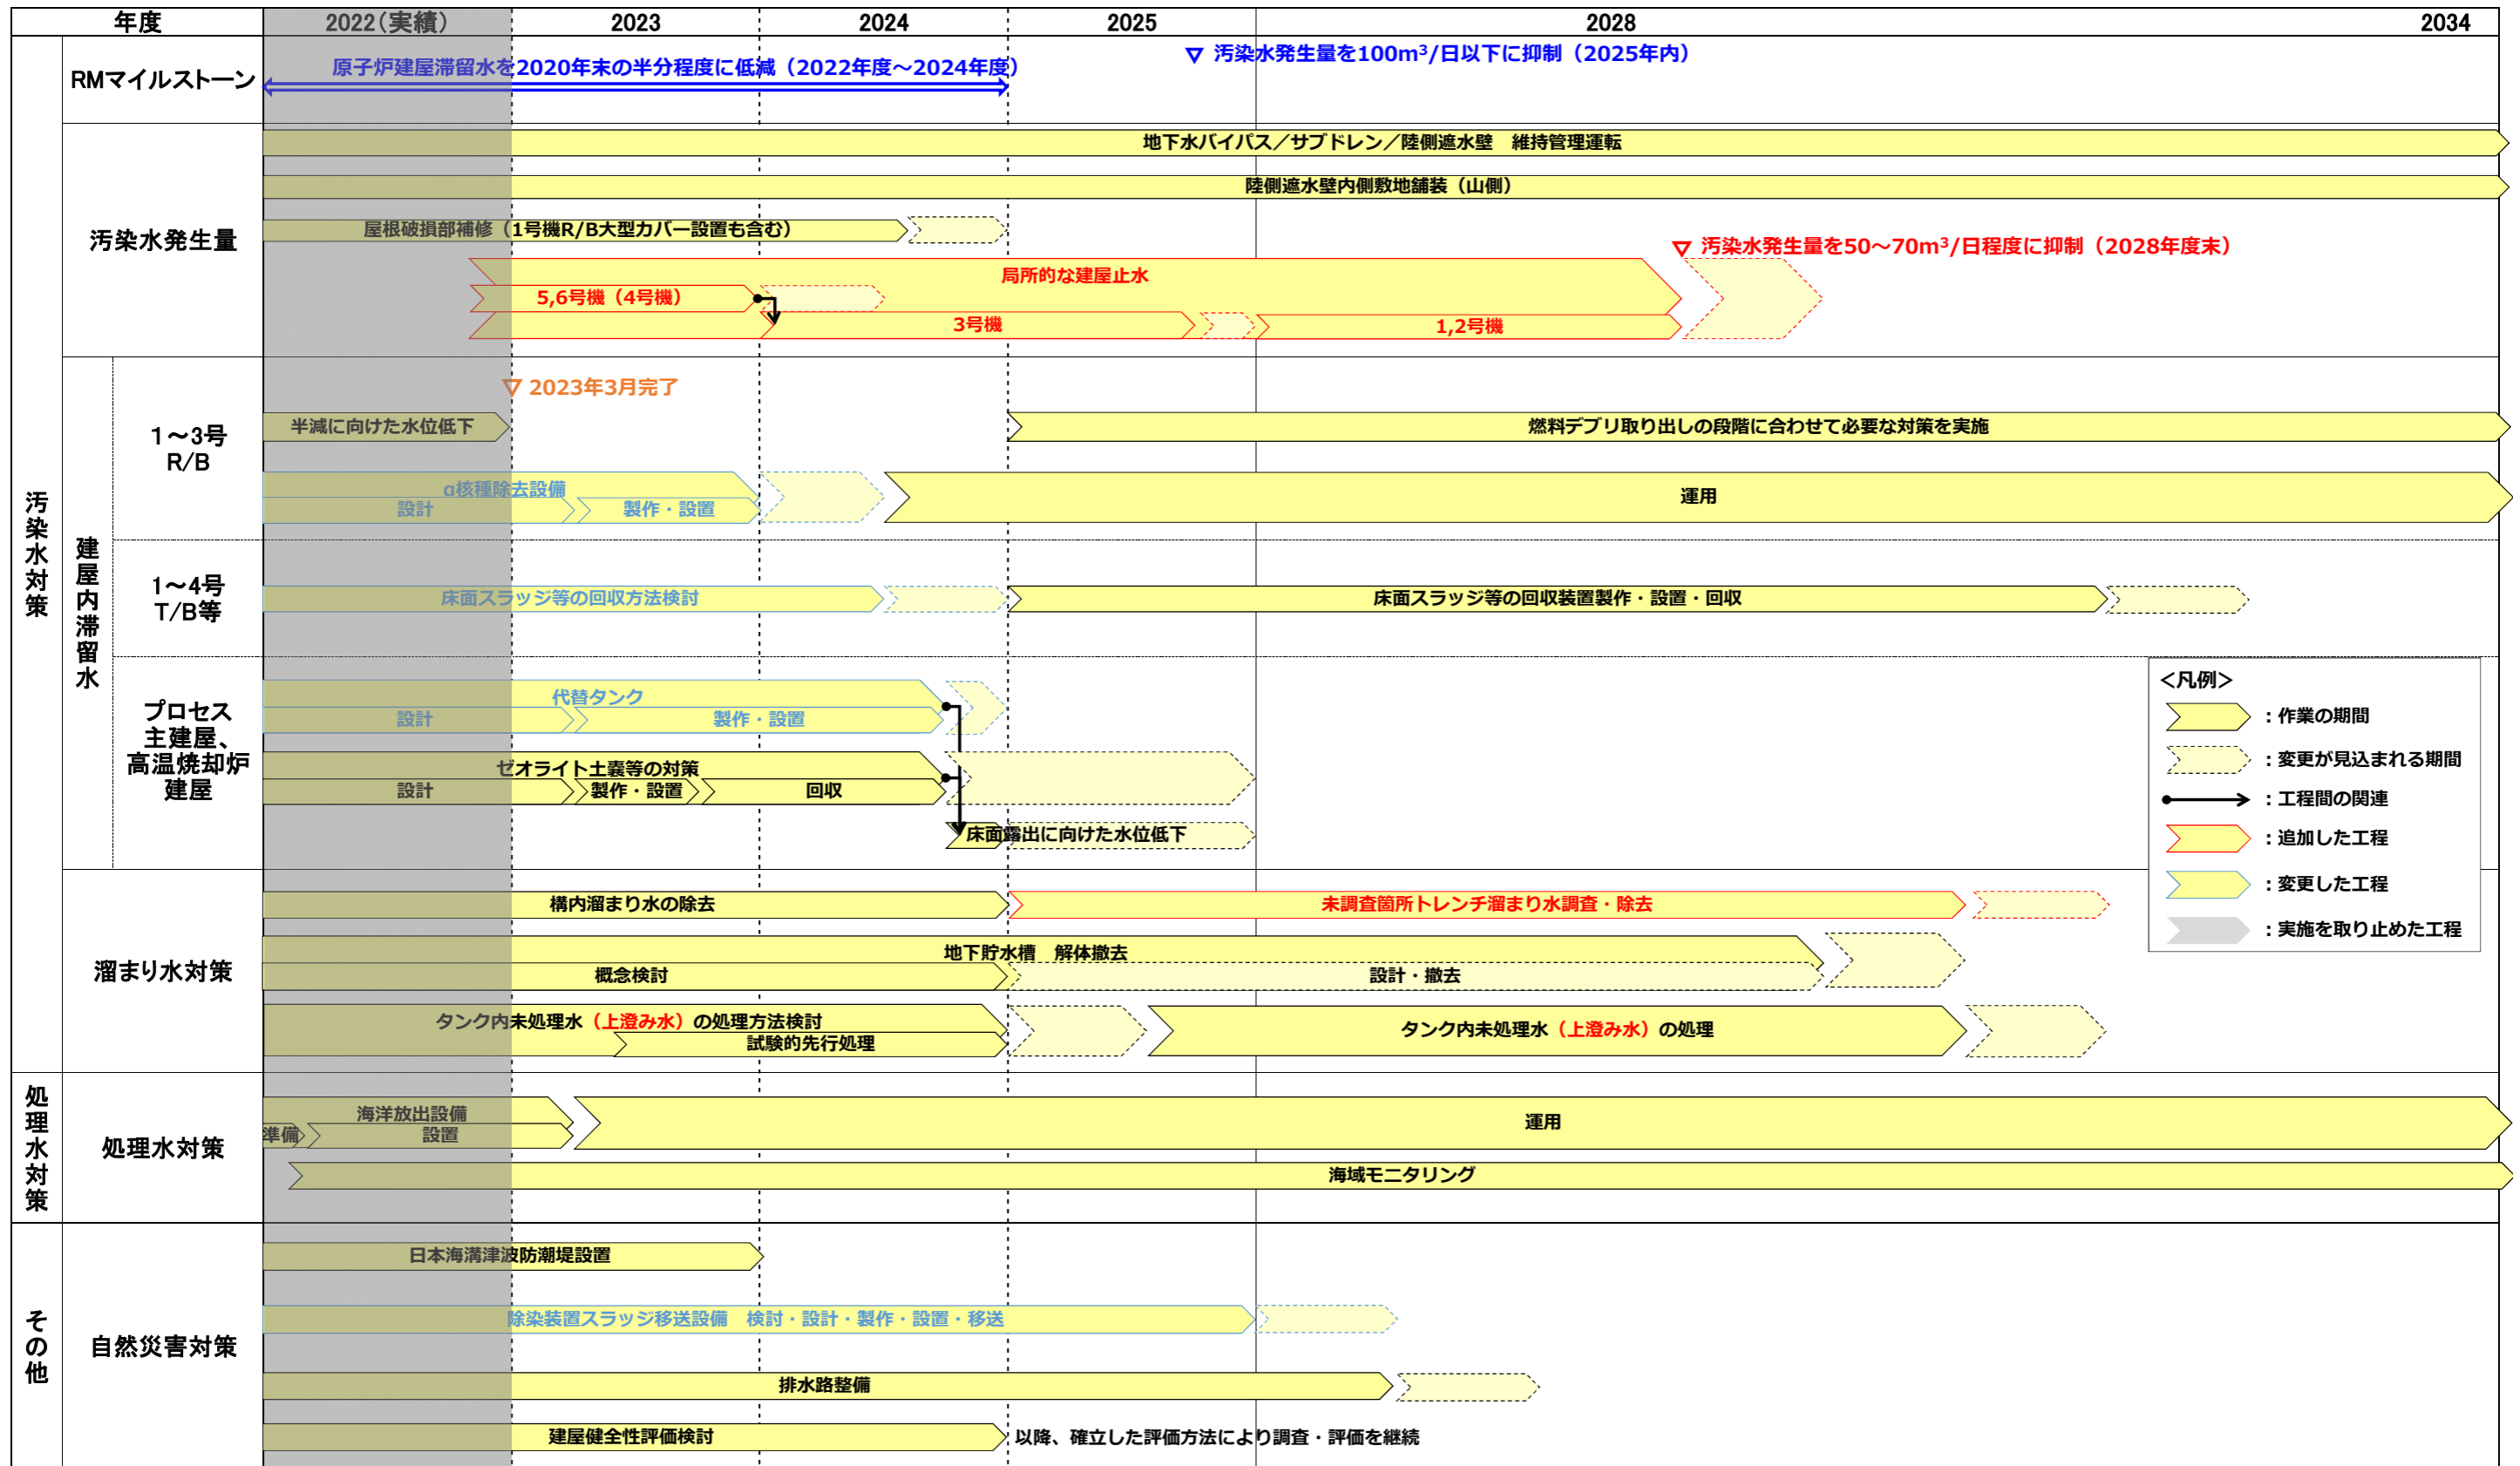 年度
2022（実績）
2023
2024
2025
2028
2034
汚染水対策
RMマイルストーン
原子炉建屋滞留水を2020年末の半分程度に低減（2022年度～2024年度）
▽ 汚染水発生量を100m³/日以下に抑制（2025年内）
汚染水発生量
地下水バイパス／サブドレン／陸側遮水壁　維持管理運転
陸側遮水壁内側敷地舗装（山側）
屋根破損部補修（1号機R/B大型カバー設置も含む）
▽ 汚染水発生量を50～70m³/日程度に抑制（2028年度末）
局所的な建屋止水
5,6号機（4号機）
3号機
1,2号機
建屋内滞留水
1～3号
R/B
▽ 2023年3月完了
半減に向けた水位低下
燃料デブリ取り出しの段階に合わせて必要な対策を実施
α核種除去設備
設計
製作・設置
運用
1～4号
T/B等
床面スラッジ等の回収方法検討
床面スラッジ等の回収装置製作・設置・回収
プロセス
主建屋、
高温焼却炉
建屋
代替タンク
設計
製作・設置
ゼオライト土嚢等の対策
設計
製作・設置
回収
床面露出に向けた水位低下
＜凡例＞
：作業の期間
：変更が見込まれる期間
：工程間の関連
：追加した工程
：変更した工程
：実施を取り止めた工程
溜まり水対策
構内溜まり水の除去
未調査箇所トレンチ溜まり水調査・除去
地下貯水槽　解体撤去
概念検討
設計・撤去
タンク内未処理水（上澄み水）の処理方法検討
試験的先行処理
タンク内未処理水（上澄み水）の処理
処理水対策
処理水対策
海洋放出設備
準備
設置
運用
海域モニタリング
その他
自然災害対策
日本海溝津波防潮堤設置
除染装置スラッジ移送設備　検討・設計・製作・設置・移送
排水路整備
建屋健全性評価検討
以降、確立した評価方法により調査・評価を継続